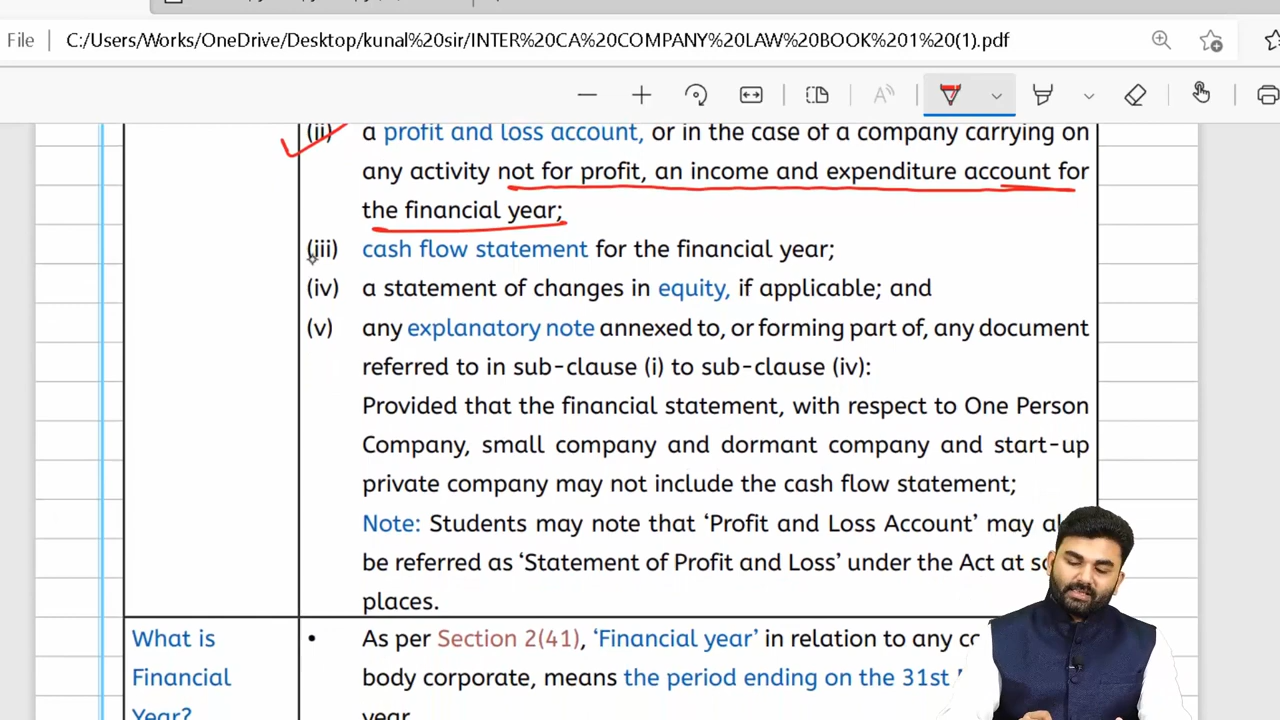 File
C:/Users/Works/OneDrive/Desktop/kunal%20sir/INTER%20CA%20COMPANY%20LAW%20BOOK%201%20(1).pdf
(ii) a profit and loss account, or in the case of a company carrying on
any activity not for profit, an income and expenditure account for
the financial year;
(iii) cash flow statement for the financial year;
(iv) a statement of changes in equity, if applicable; and
(v) any explanatory note annexed to, or forming part of, any document
referred to in sub-clause (i) to sub-clause (iv):
Provided that the financial statement, with respect to One Person
Company, small company and dormant company and start-up
private company may not include the cash flow statement;
Note: Students may note that ‘Profit and Loss Account’ may
be referred as ‘Statement of Profit and Loss’ under the Act at
places.
What is
Financial
Year?
• As per Section 2(41), ‘Financial year’ in relation to any
body corporate, means the period ending on the 31st
year